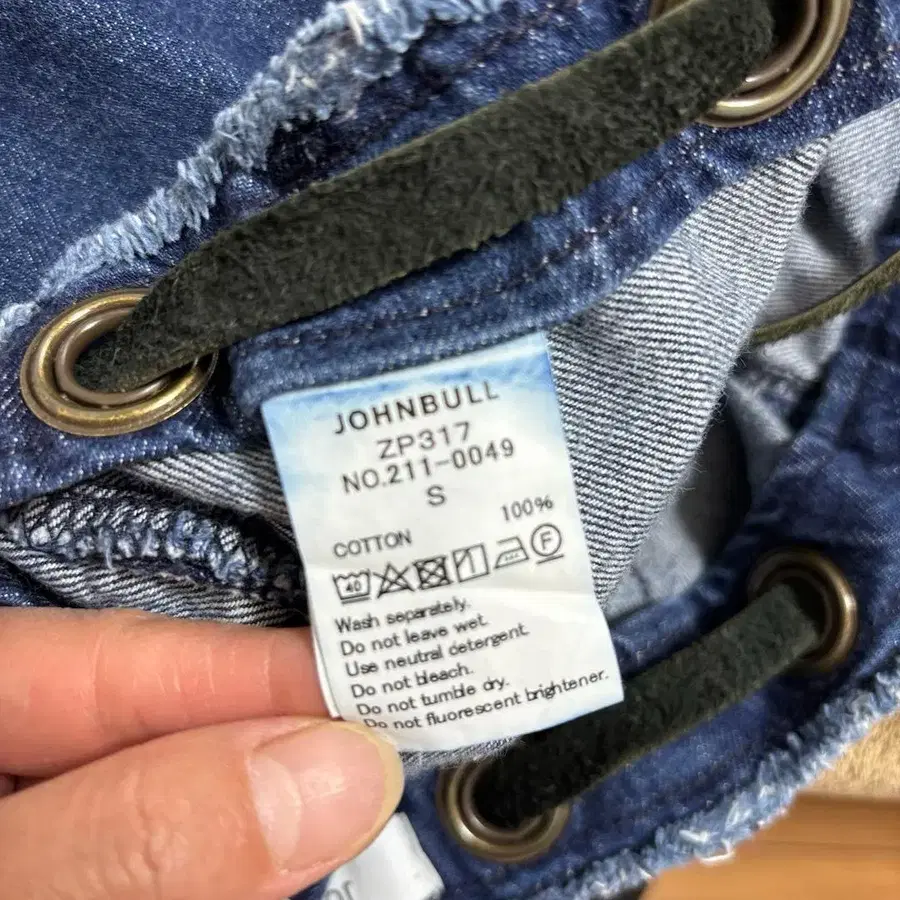 JOHNBULL
ZP317
NO.211-0049
S
100%
COTTON
40 F
Wash separately.
Do not leave wet.
Use neutral detergent.
Do not bleach.
Do not tumble dry.
Do not fluorescent brightener.